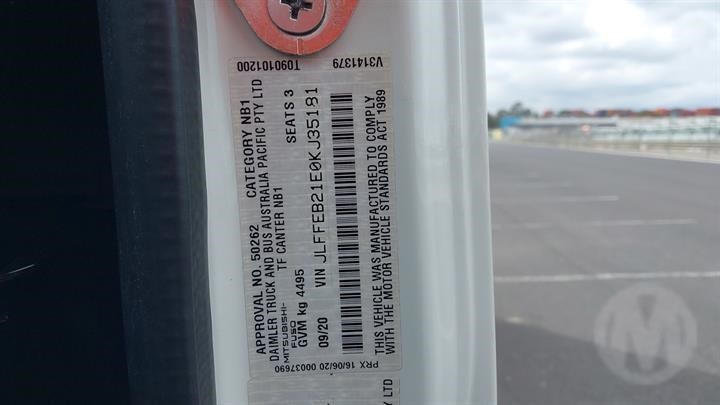 T0901101200 V3141379
APPROVAL NO. 50262 CATEGORY NB1
DAIMLER TRUCK AND BUS AUSTRALIA PACIFIC PTY LTD
MITSUBISHI- TF CANTER NB1
FUSO
GVM kg 4495 SEATS 3
09/20 VIN JLFFEB21E0KJ35181
THIS VEHICLE WAS MANUFACTURED TO COMPLY
WITH THE MOTOR VEHICLE STANDARDS ACT 1989
PRX 16/06/20 00037690
Y LTD
M